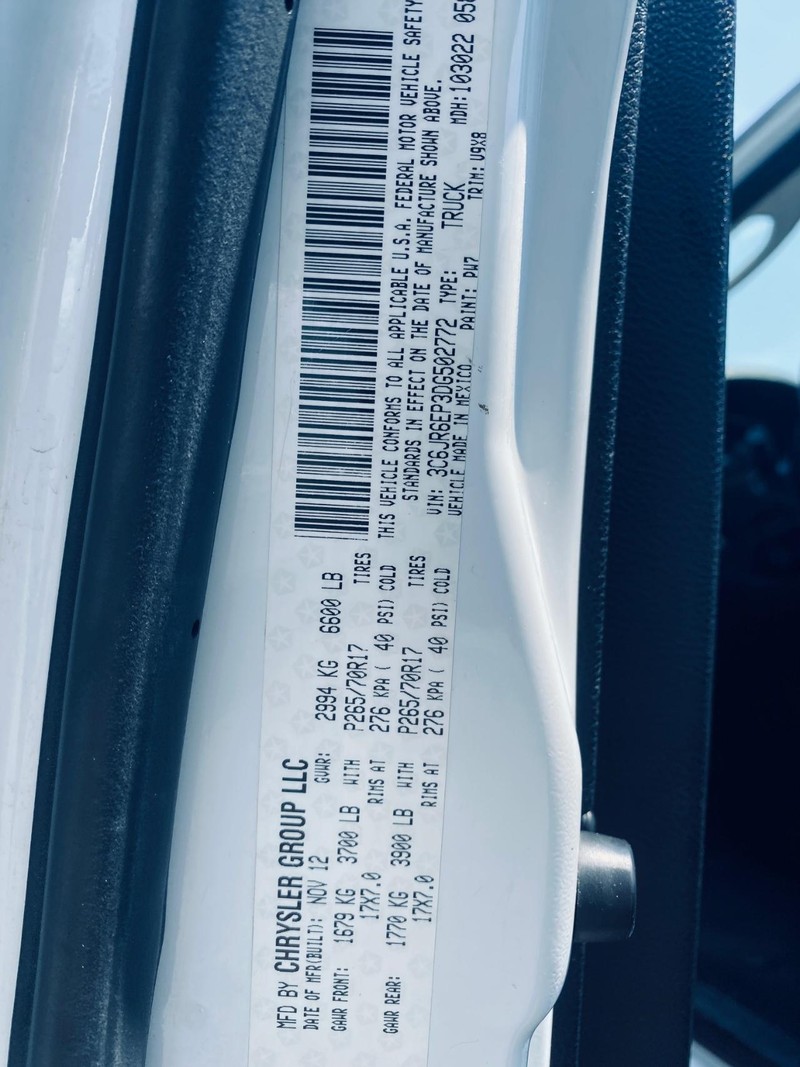 MFD BY CHRYSLER GROUP LLC
DATE OF MFR(BUILT): NOV 12 GVWR: 2994 KG 6600 LB
GAWR FRONT: 1679 KG 3700 LB WITH P265/70R17 TIRES
17X7.0 RIMS AT 276 KPA ( 40 PSI) COLD
GAWR REAR: 1770 KG 3900 LB WITH P265/70R17 TIRES
17X7.0 RIMS AT 276 KPA ( 40 PSI) COLD
THIS VEHICLE CONFORMS TO ALL APPLICABLE U.S.A. FEDERAL MOTOR VEHICLE SAFETY
STANDARDS IN EFFECT ON THE DATE OF MANUFACTURE SHOWN ABOVE.
VIN: 3C6JR6EP3DG502772 TYPE: TRUCK MDH:103022 050
VEHICLE MADE IN MEXICO PAINT: PW7 TRIM: V9X8